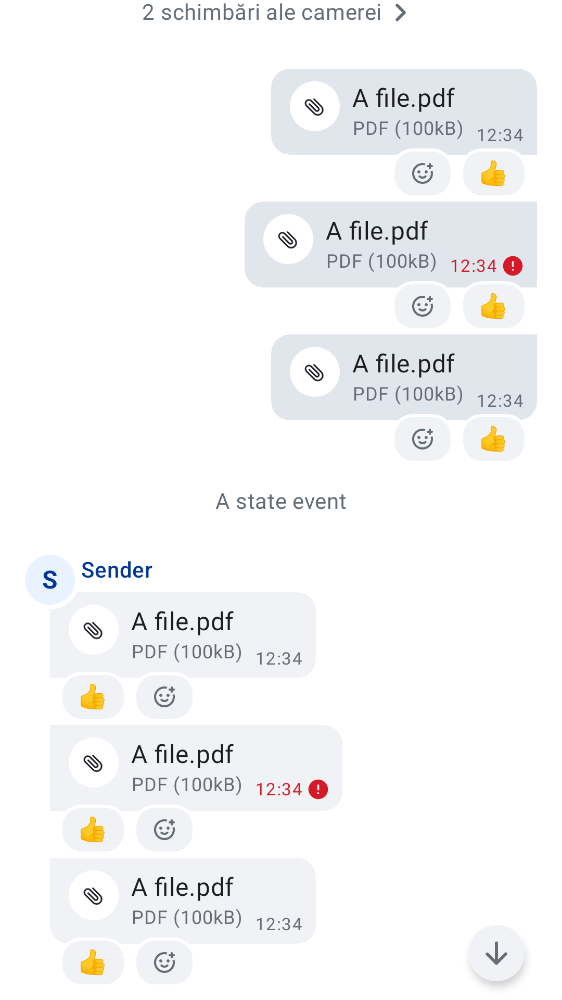 2 schimbări ale camerei
A file.pdf
PDF (100kB) 12:34
A file.pdf
PDF (100kB) 12:34
A file.pdf
PDF (100kB) 12:34
A state event
S Sender
A file.pdf
PDF (100kB) 12:34
A file.pdf
PDF (100kB) 12:34
A file.pdf
PDF (100kB) 12:34